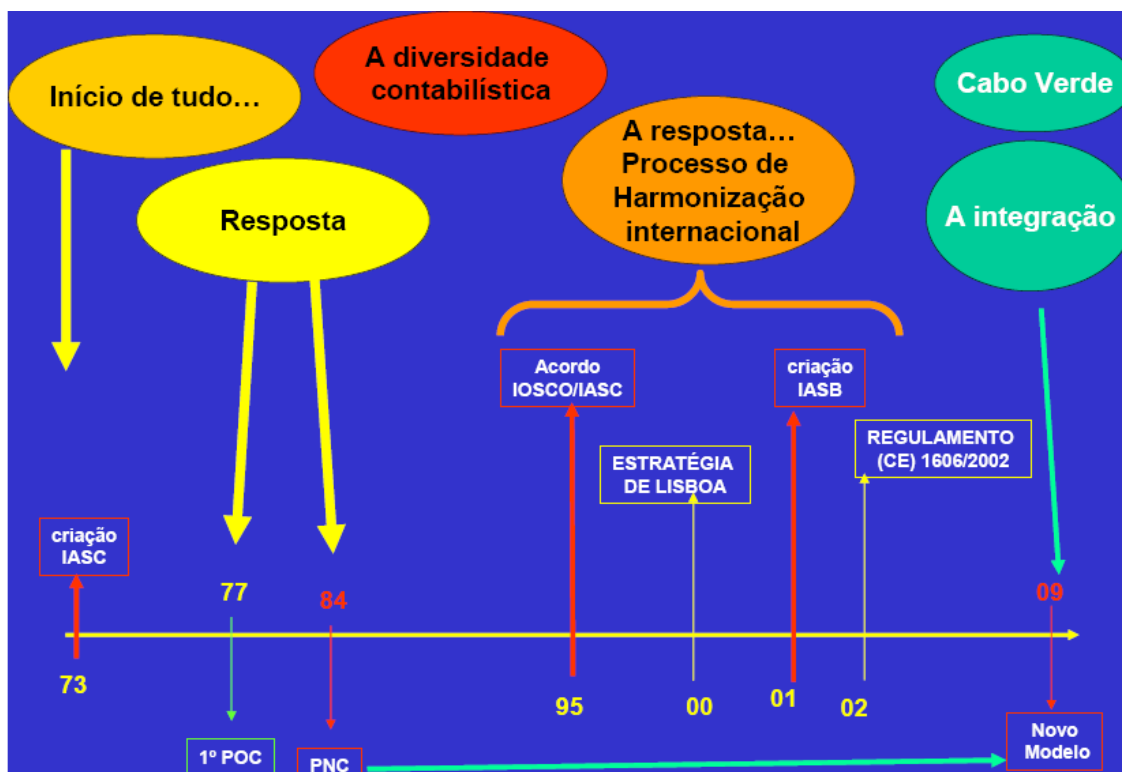 Início de tudo…
A diversidade
contabilística
Cabo Verde
A resposta…
Processo de
Harmonização
internacional
Resposta
A integração
Acordo
IOSCO/IASC
criação
IASB
REGULAMENTO
(CE) 1606/2002
ESTRATÉGIA
DE LISBOA
criação
IASC
77
84
09
73
95
00
01
02
1º POC
PNC
Novo
Modelo